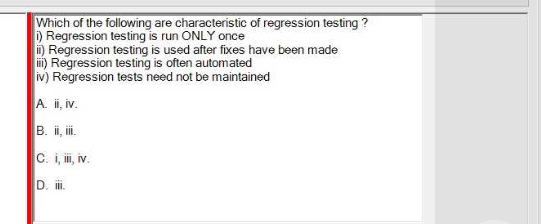 Which of the following are characteristic of regression testing ?
i) Regression testing is run ONLY once
ii) Regression testing is used after fixes have been made
iii) Regression testing is often automated
iv) Regression tests need not be maintained
A. ii, iv.
B. ii, iii.
C. i, iii, iv.
D. iii.